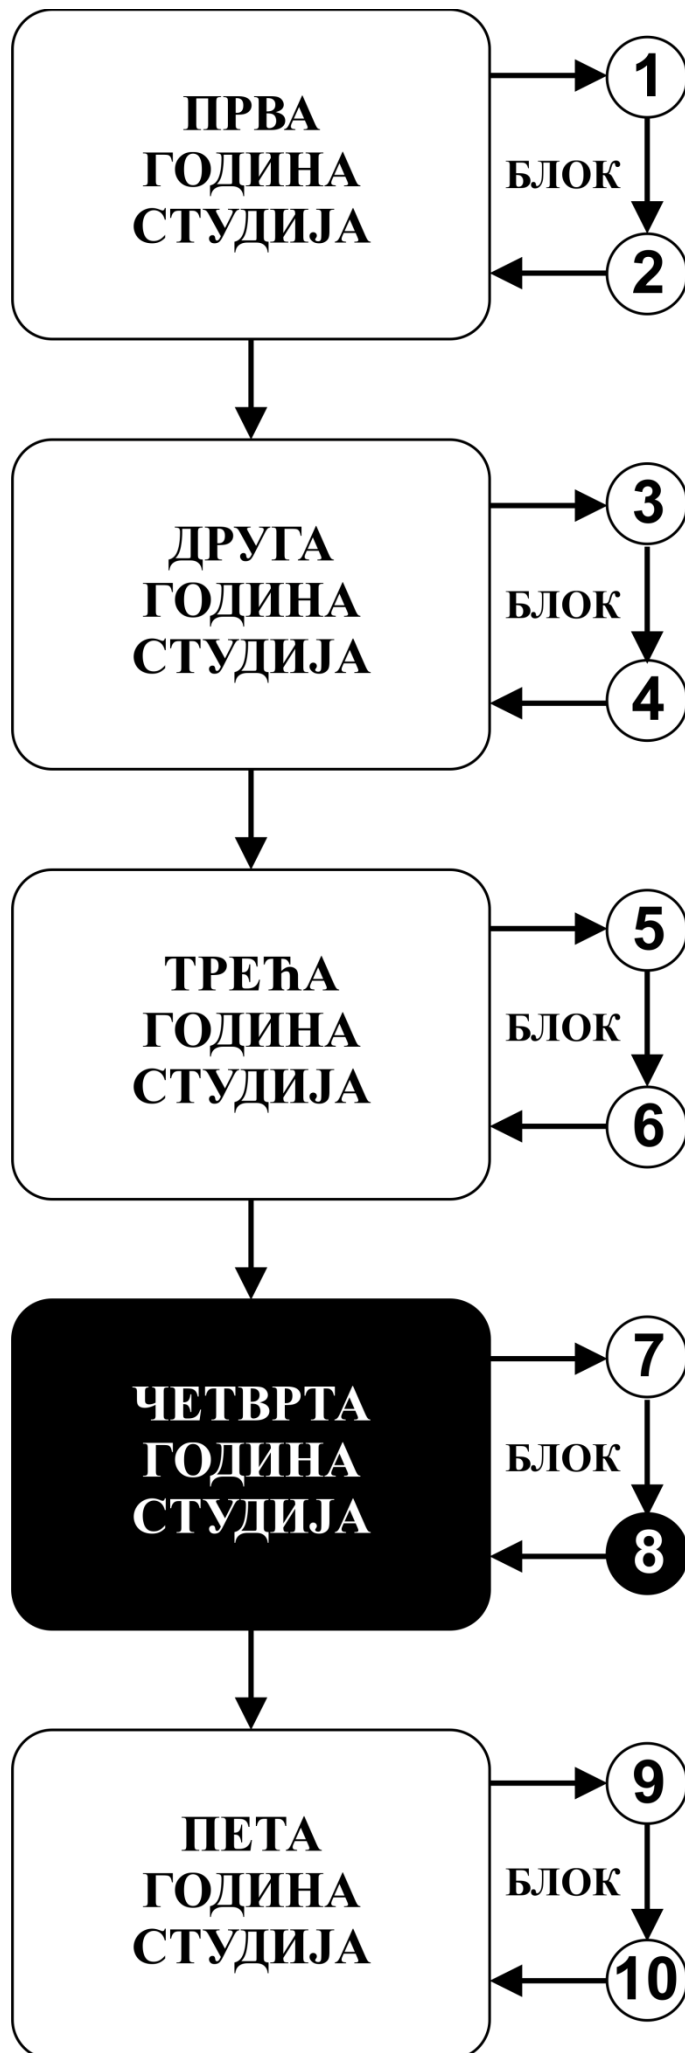 ПРВА
ГОДИНА
СТУДИЈА
1
БЛОК
2
ДРУГА
ГОДИНА
СТУДИЈА
3
БЛОК
4
ТРЕЋА
ГОДИНА
СТУДИЈА
5
БЛОК
6
ЧЕТВРТА
ГОДИНА
СТУДИЈА
7
БЛОК
8
ПЕТА
ГОДИНА
СТУДИЈА
9
БЛОК
10